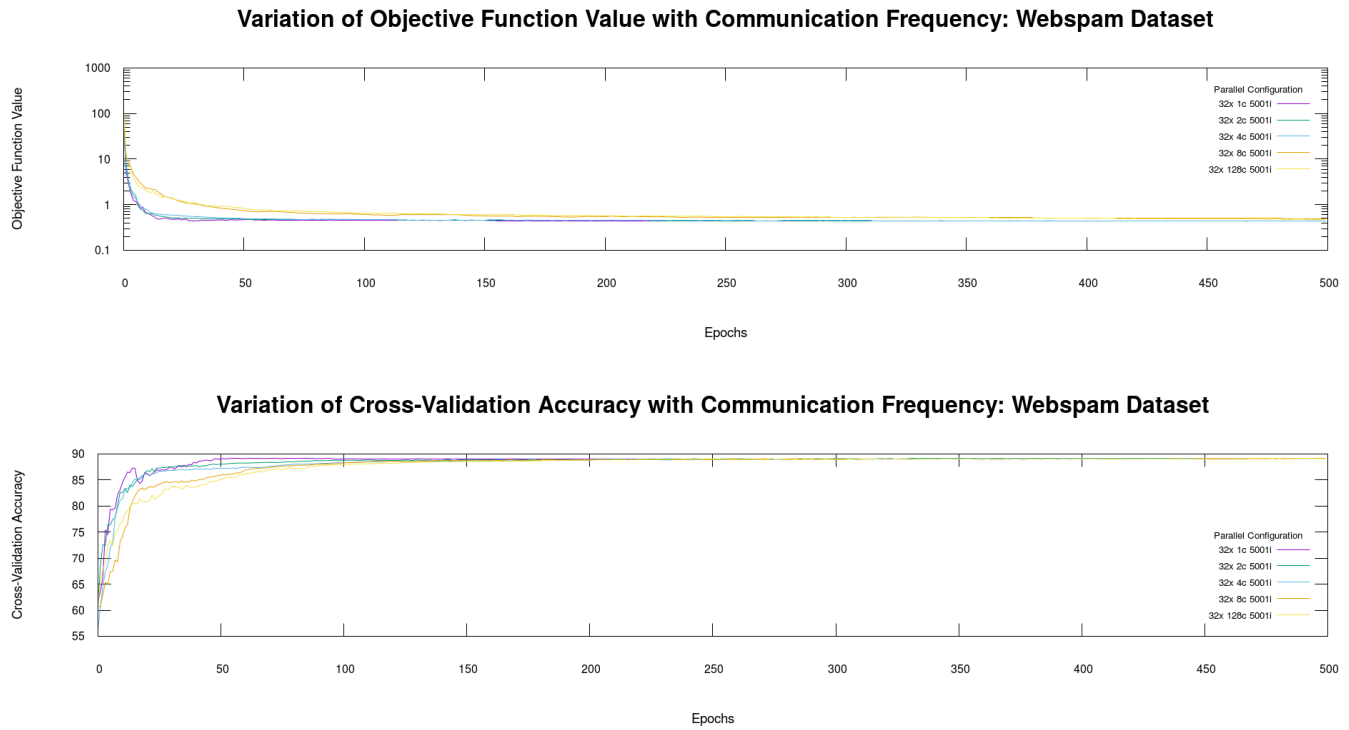 Variation of Objective Function Value with Communication Frequency: Webspam Dataset
1000
100
10
1
0.1
Objective Function Value
Parallel Configuration
32x 1c 5001i
32x 2c 5001i
32x 4c 5001i
32x 8c 5001i
32x 128c 5001i
0 50 100 150 200 250 300 350 400 450 500
Epochs
Variation of Cross-Validation Accuracy with Communication Frequency: Webspam Dataset
90
85
80
75
70
65
60
55
Cross-Validation Accuracy
Parallel Configuration
32x 1c 5001i
32x 2c 5001i
32x 4c 5001i
32x 8c 5001i
32x 128c 5001i
0 50 100 150 200 250 300 350 400 450 500
Epochs